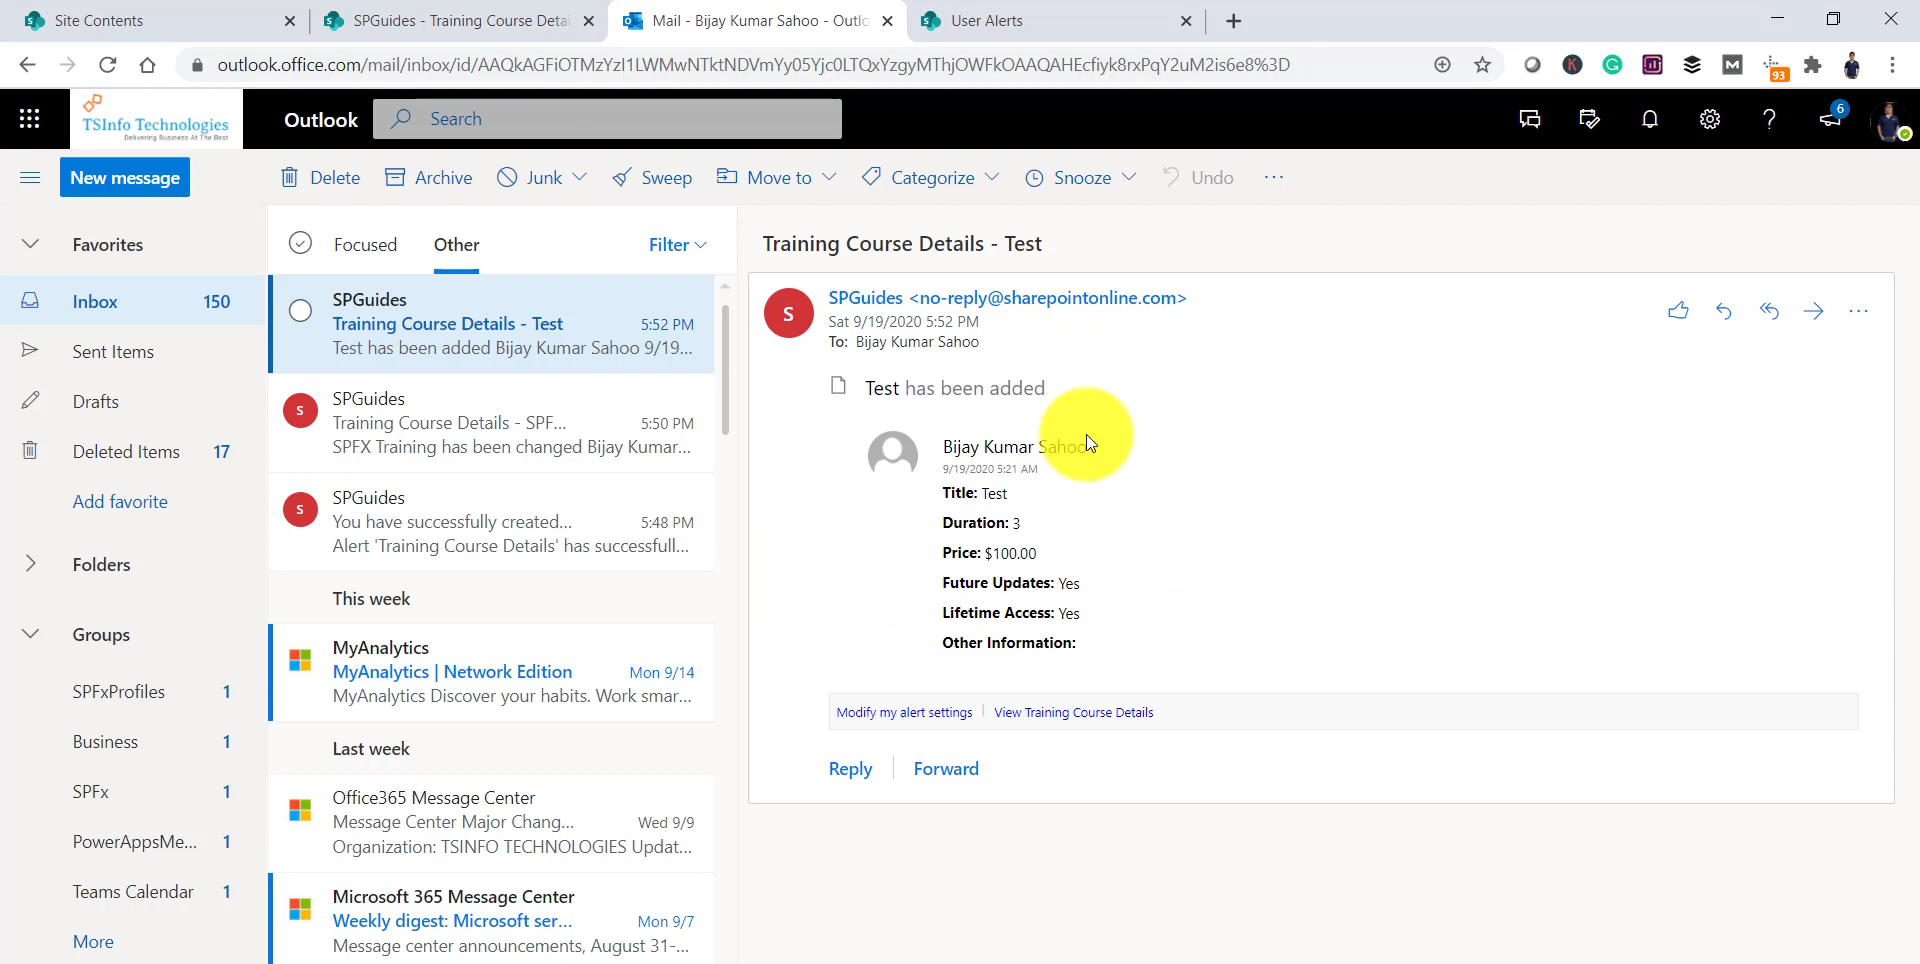 Site Contents
SPGuides - Training Course Detai
Mail - Bijay Kumar Sahoo - Outlo
User Alerts
outlook.office.com/mail/inbox/id/AAQkAGFiOTMzYzI1LWMwNTktNDVmYy05Yjc0LTQxYzgyMThjOWFkOAAQAHEcfiyk8rxPqY2uM2is6e8%3D
93
TSInfo Technologies
Delivering Business At The Best
Outlook
Search
6
New message
Delete
Archive
Junk
Sweep
Move to
Categorize
Snooze
Undo
Favorites
Inbox 150
Sent Items
Drafts
Deleted Items 17
Add favorite
Folders
Groups
SPFxProfiles 1
Business 1
SPFx 1
PowerAppsMe... 1
Teams Calendar 1
More
Focused
Other
Filter
SPGuides
Training Course Details - Test 5:52 PM
Test has been added Bijay Kumar Sahoo 9/19...
S
SPGuides
Training Course Details - SPF... 5:50 PM
SPFX Training has been changed Bijay Kumar...
S
SPGuides
You have successfully created... 5:48 PM
Alert 'Training Course Details' has successfull...
This week
MyAnalytics
MyAnalytics | Network Edition Mon 9/14
MyAnalytics Discover your habits. Work smar...
Last week
Office365 Message Center
Message Center Major Chang... Wed 9/9
Organization: TSINFO TECHNOLOGIES Updat...
Microsoft 365 Message Center
Weekly digest: Microsoft ser... Mon 9/7
Message center announcements, August 31-...
Training Course Details - Test
S
SPGuides <no-reply@sharepointonline.com>
Sat 9/19/2020 5:52 PM
To: Bijay Kumar Sahoo
Test has been added
Bijay Kumar Sahoo
9/19/2020 5:21 AM
Title: Test
Duration: 3
Price: $100.00
Future Updates: Yes
Lifetime Access: Yes
Other Information:
Modify my alert settings
View Training Course Details
Reply
Forward